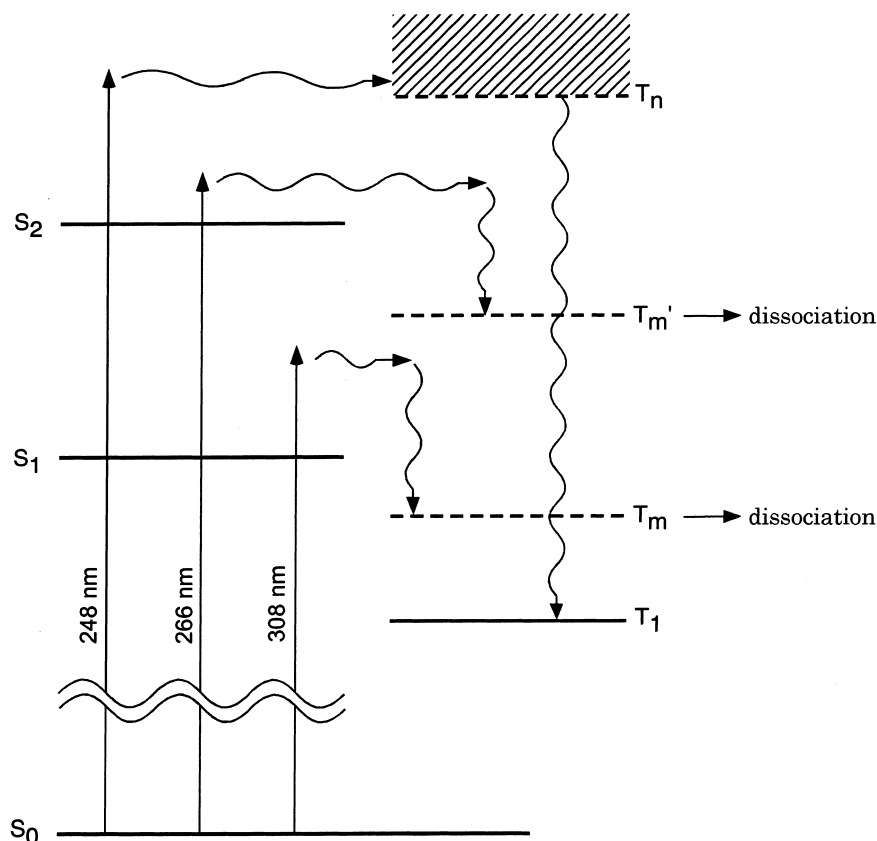 Tn
S2
Tm' dissociation
S1
Tm dissociation
248 nm
266 nm
308 nm
T1
S0